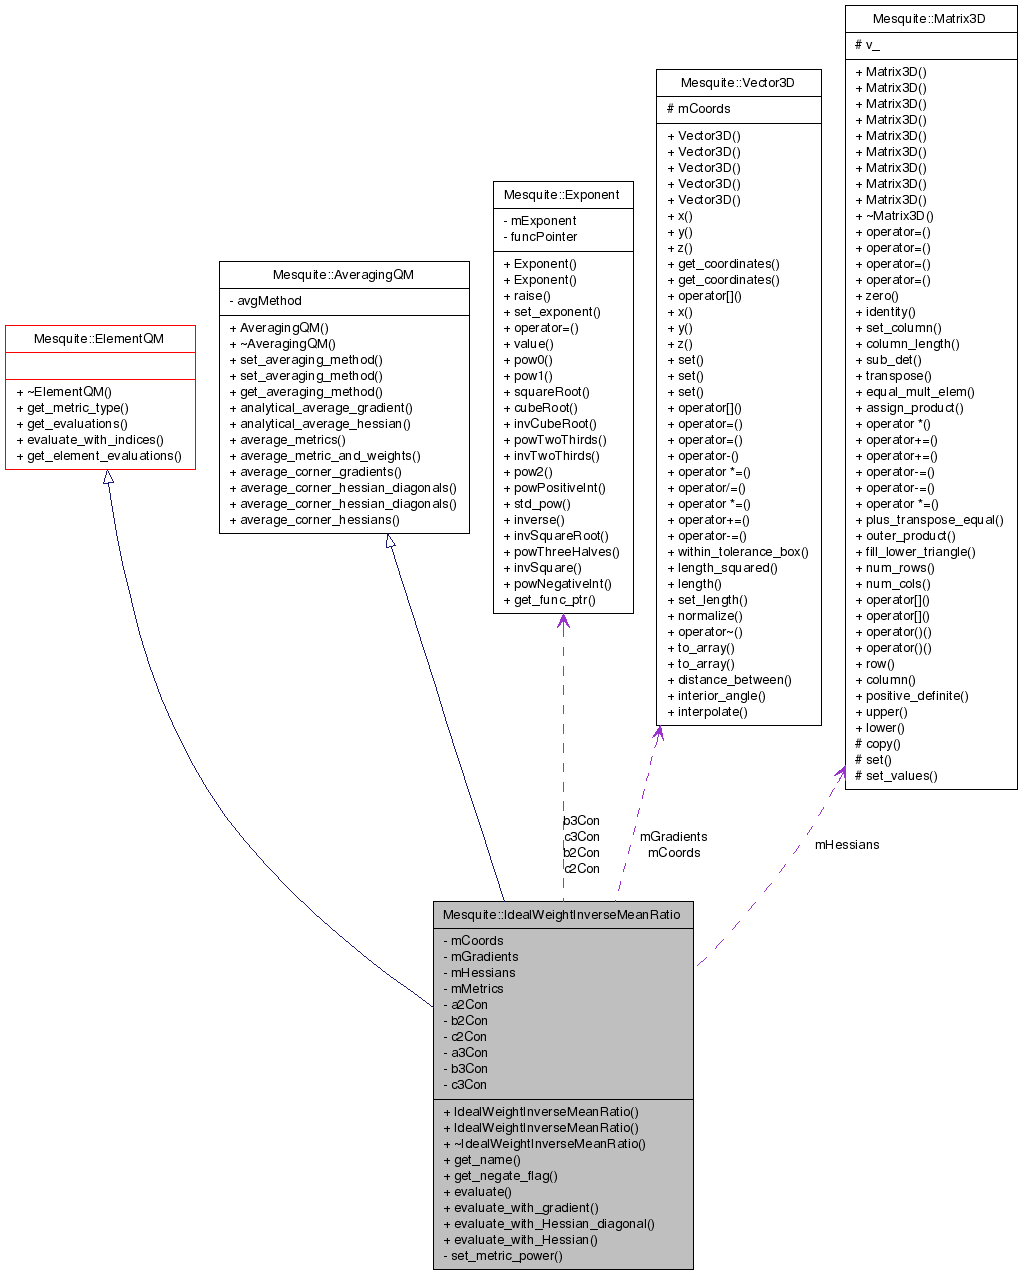 Mesquite::Matrix3D
# v_
+ Matrix3D()
+ Matrix3D()
+ Matrix3D()
+ Matrix3D()
+ Matrix3D()
+ Matrix3D()
+ Matrix3D()
+ Matrix3D()
+ Matrix3D()
+ ~Matrix3D()
+ operator=()
+ operator=()
+ operator=()
+ operator=()
+ zero()
+ identity()
+ set_column()
+ column_length()
+ sub_det()
+ transpose()
+ equal_mult_elem()
+ assign_product()
+ operator *()
+ operator+=()
+ operator+=()
+ operator-=()
+ operator-=()
+ operator *=()
+ plus_transpose_equal()
+ outer_product()
+ fill_lower_triangle()
+ num_rows()
+ num_cols()
+ operator[]()
+ operator[]()
+ operator()()
+ operator()()
+ row()
+ column()
+ positive_definite()
+ upper()
+ lower()
# copy()
# set()
# set_values()
Mesquite::Vector3D
# mCoords
+ Vector3D()
+ Vector3D()
+ Vector3D()
+ Vector3D()
+ Vector3D()
+ x()
+ y()
+ z()
+ get_coordinates()
+ get_coordinates()
+ operator[]()
+ x()
+ y()
+ z()
+ set()
+ set()
+ set()
+ operator[]()
+ operator=()
+ operator=()
+ operator-()
+ operator *=()
+ operator/=()
+ operator *=()
+ operator+=()
+ operator-=()
+ within_tolerance_box()
+ length_squared()
+ length()
+ set_length()
+ normalize()
+ operator~()
+ to_array()
+ to_array()
+ distance_between()
+ interior_angle()
+ interpolate()
Mesquite::Exponent
- mExponent
- funcPointer
+ Exponent()
+ Exponent()
+ raise()
+ set_exponent()
+ operator=()
+ value()
+ pow0()
+ pow1()
+ squareRoot()
+ cubeRoot()
+ invCubeRoot()
+ powTwoThirds()
+ invTwoThirds()
+ pow2()
+ powPositiveInt()
+ std_pow()
+ inverse()
+ invSquareRoot()
+ powThreeHalves()
+ invSquare()
+ powNegativeInt()
+ get_func_ptr()
Mesquite::AveragingQM
- avgMethod
+ AveragingQM()
+ ~AveragingQM()
+ set_averaging_method()
+ set_averaging_method()
+ get_averaging_method()
+ analytical_average_gradient()
+ analytical_average_hessian()
+ average_metrics()
+ average_metric_and_weights()
+ average_corner_gradients()
+ average_corner_hessian_diagonals()
+ average_corner_hessian_diagonals()
+ average_corner_hessians()
Mesquite::ElementQM
+ ~ElementQM()
+ get_metric_type()
+ get_evaluations()
+ evaluate_with_indices()
+ get_element_evaluations()
b3Con
c3Con
b2Con
c2Con
mGradients
mCoords
mHessians
Mesquite::IdealWeightInverseMeanRatio
- mCoords
- mGradients
- mHessians
- mMetrics
- a2Con
- b2Con
- c2Con
- a3Con
- b3Con
- c3Con
+ IdealWeightInverseMeanRatio()
+ IdealWeightInverseMeanRatio()
+ ~IdealWeightInverseMeanRatio()
+ get_name()
+ get_negate_flag()
+ evaluate()
+ evaluate_with_gradient()
+ evaluate_with_Hessian_diagonal()
+ evaluate_with_Hessian()
- set_metric_power()